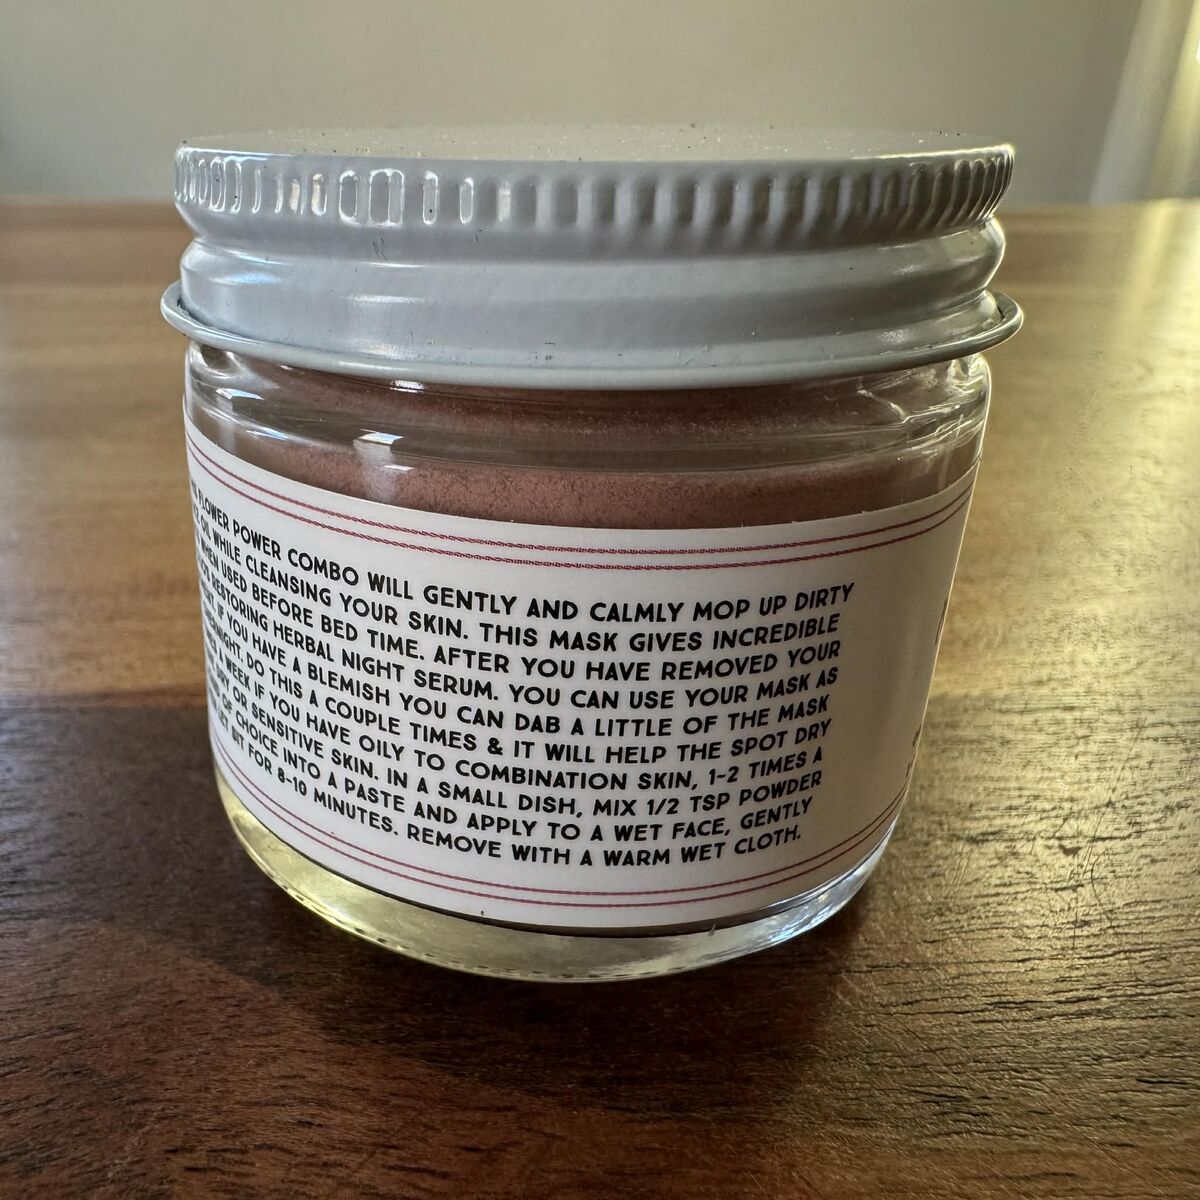 FLOWER POWER COMBO WILL GENTLY AND CALMLY MOP UP DIRTY
OIL WHILE CLEANSING YOUR SKIN. THIS MASK GIVES INCREDIBLE
WHEN USED BEFORE BED TIME. AFTER YOU HAVE REMOVED YOUR
RESTORING HERBAL NIGHT SERUM. YOU CAN USE YOUR MASK AS
IF YOU HAVE A BLEMISH YOU CAN DAB A LITTLE OF THE MASK
OVERNIGHT. DO THIS A COUPLE TIMES & IT WILL HELP THE SPOT DRY
A WEEK IF YOU HAVE OILY TO COMBINATION SKIN, 1-2 TIMES A
DRY OR SENSITIVE SKIN. IN A SMALL DISH, MIX 1/2 TSP POWDER
OF CHOICE INTO A PASTE AND APPLY TO A WET FACE, GENTLY
SIT FOR 8-10 MINUTES. REMOVE WITH A WARM WET CLOTH.